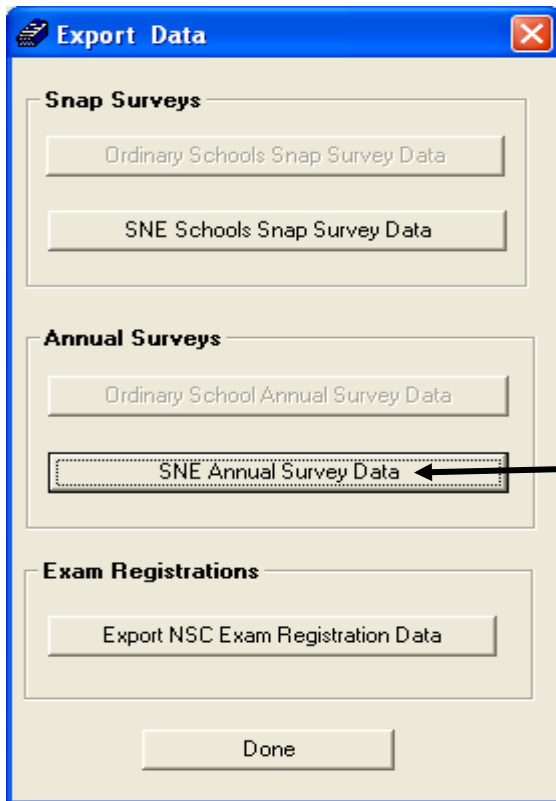 Export Data
Snap Surveys
Ordinary Schools Snap Survey Data
SNE Schools Snap Survey Data
Annual Surveys
Ordinary School Annual Survey Data
SNE Annual Survey Data
Exam Registrations
Export NSC Exam Registration Data
Done